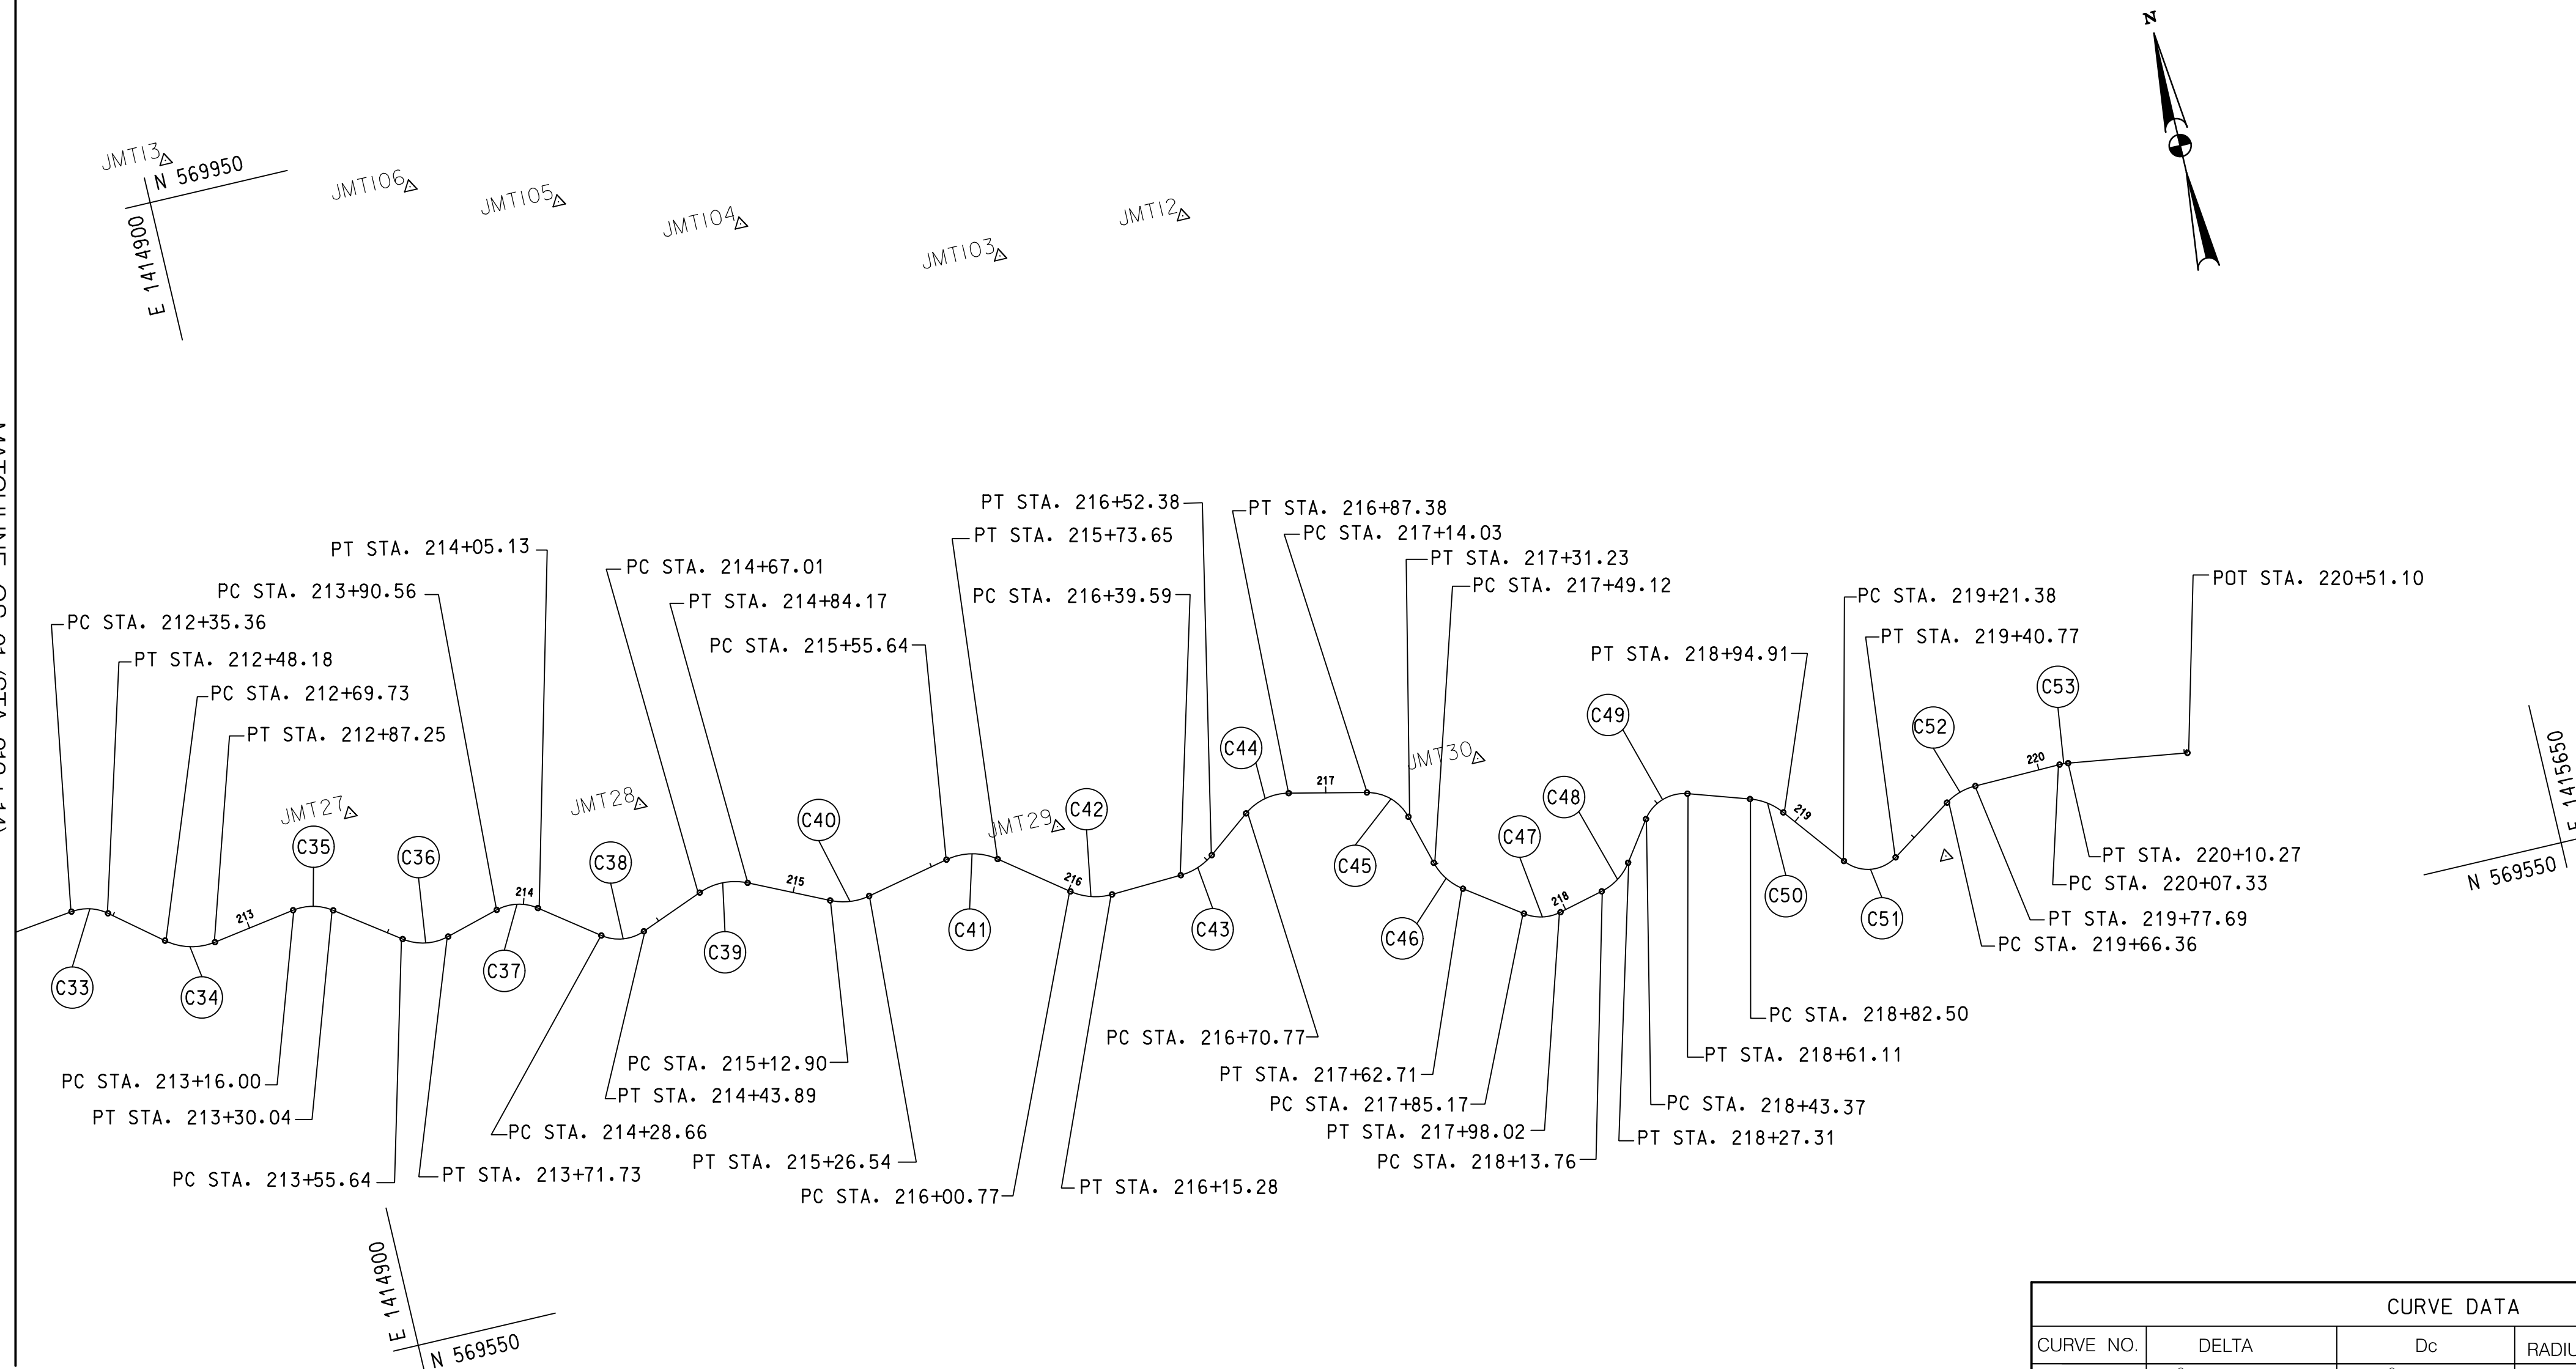 N
JMT13
N 569950
E 1414900
JMT106
JMT105
JMT104
JMT103
JMT12
PT STA. 216+52.38
PT STA. 215+73.65
PC STA. 216+39.59
PT STA. 216+87.38
PC STA. 217+14.03
PT STA. 217+31.23
PC STA. 217+49.12
PT STA. 214+05.13
PC STA. 213+90.56
PC STA. 214+67.01
PT STA. 214+84.17
PC STA. 215+55.64
PC STA. 212+35.36
PT STA. 212+48.18
PC STA. 212+69.73
PT STA. 212+87.25
PT STA. 218+94.91
PC STA. 219+21.38
PT STA. 219+40.77
POT STA. 220+51.10
C33
C34
C35
C36
C37
C38
C39
C40
C41
C42
C43
C44
C45
C46
C47
C48
C49
C50
C51
C52
C53
JMT27
JMT28
JMT29
JMT30
213
214
215
216
217
218
219
220
PT STA. 220+10.27
PC STA. 220+07.33
PT STA. 219+77.69
PC STA. 219+66.36
E 1415650
N 569550
PC STA. 218+82.50
PT STA. 218+61.11
PC STA. 218+43.37
PT STA. 218+27.31
PC STA. 216+70.77
PT STA. 217+62.71
PC STA. 217+85.17
PT STA. 217+98.02
PC STA. 218+13.76
PC STA. 213+16.00
PT STA. 213+30.04
PC STA. 213+55.64
PT STA. 213+71.73
PC STA. 214+28.66
PT STA. 214+43.89
PC STA. 215+12.90
PT STA. 215+26.54
PC STA. 216+00.77
PT STA. 216+15.28
E 1414900
N 569550
CURVE DATA
CURVE NO. DELTA Dc RADIU